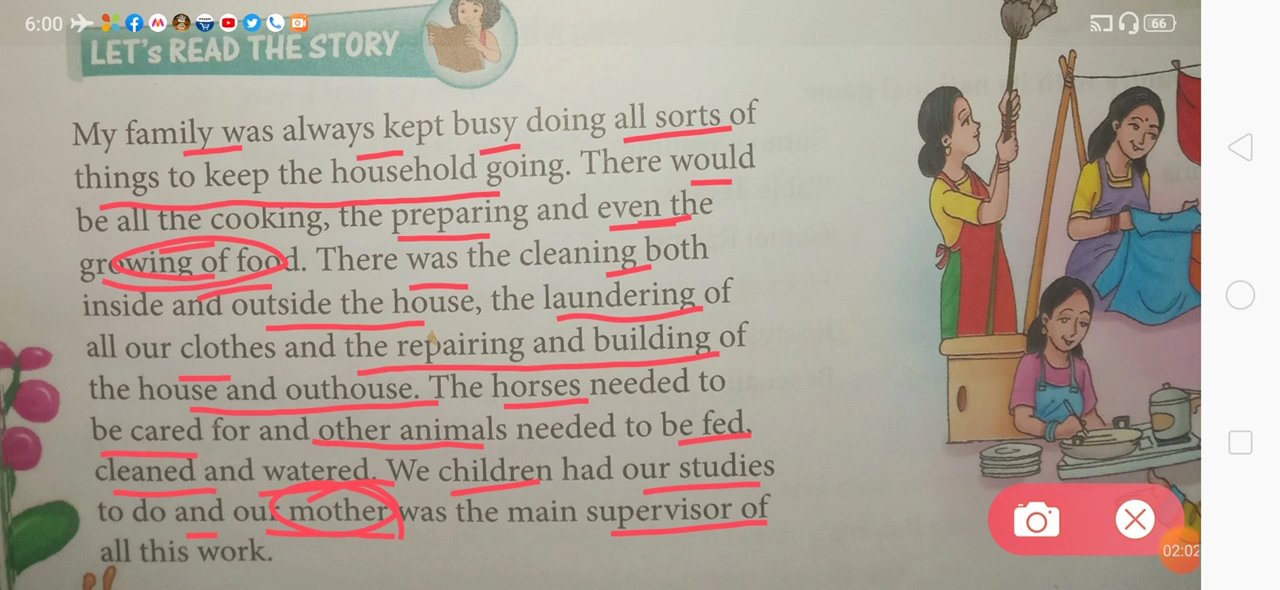 6:00
66
LET's READ THE STORY
My family was always kept busy doing all sorts of
things to keep the household going. There would
be all the cooking, the preparing and even the
growing of food. There was the cleaning both
inside and outside the house, the laundering of
all our clothes and the repairing and building of
the house and outhouse. The horses needed to
be cared for and other animals needed to be fed,
cleaned and watered. We children had our studies
to do and our mother was the main supervisor of
all this work.
02:02